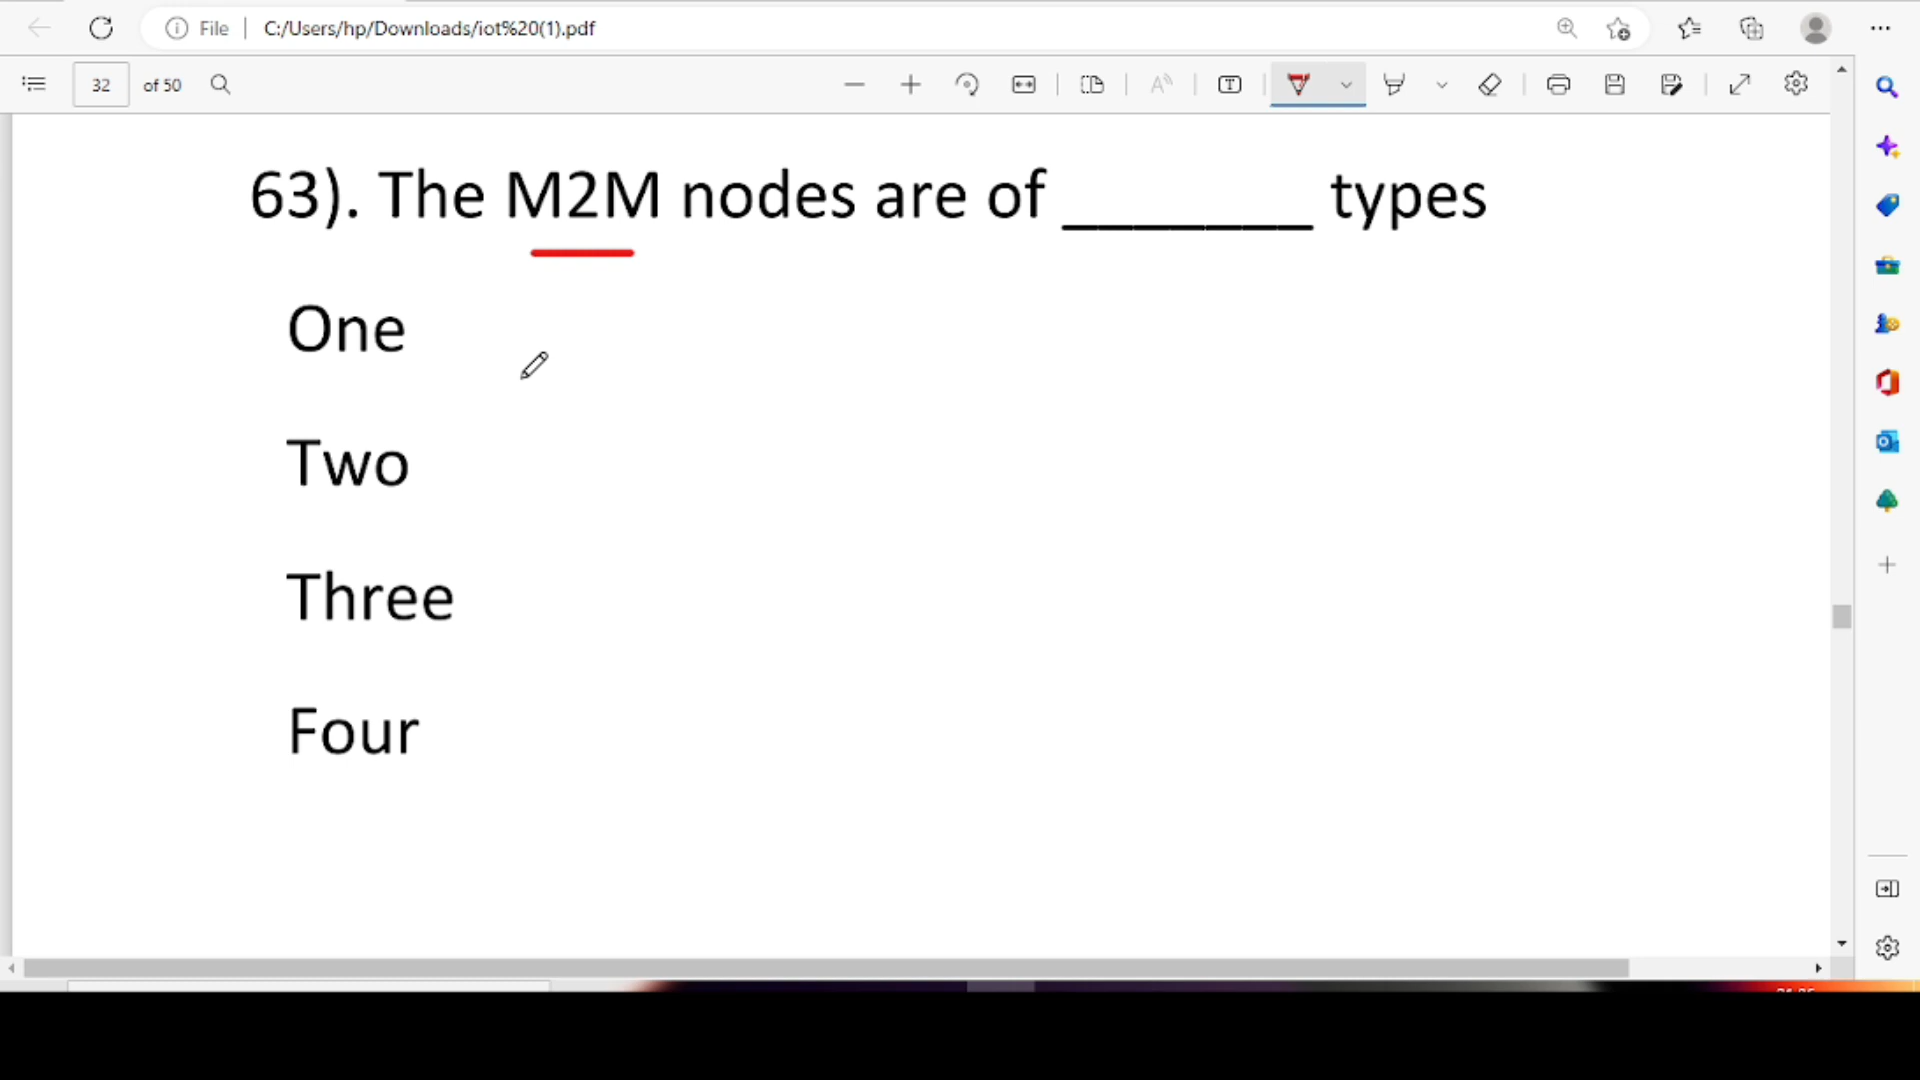 File
C:/Users/hp/Downloads/iot%20(1).pdf
32 of 50
63). The M2M nodes are of _______ types
One
Two
Three
Four